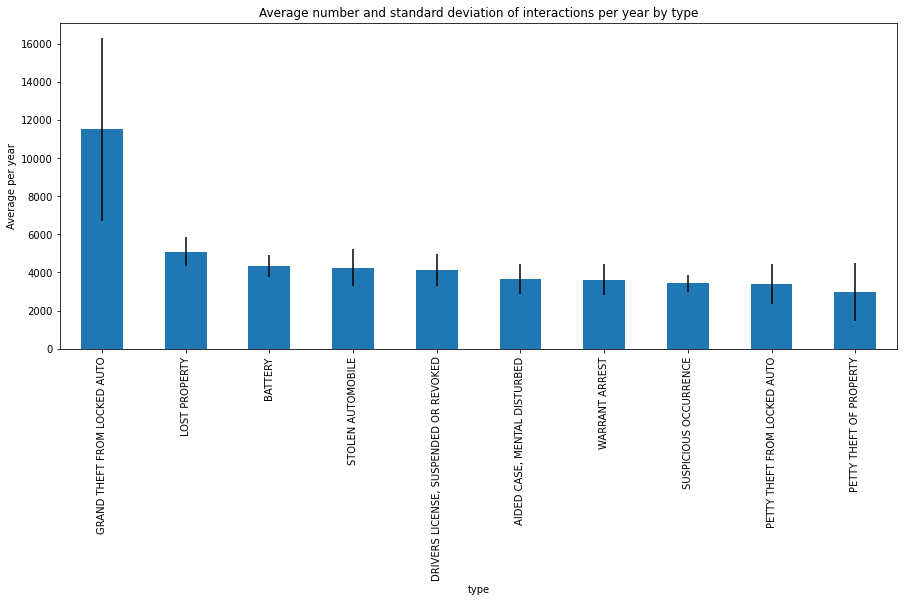 Average number and standard deviation of interactions per year by type
Average per year
16000
14000
12000
10000
8000
6000
4000
2000
0
GRAND THEFT FROM LOCKED AUTO
LOST PROPERTY
BATTERY
STOLEN AUTOMOBILE
DRIVERS LICENSE, SUSPENDED OR REVOKED
AIDED CASE, MENTAL DISTURBED
WARRANT ARREST
SUSPICIOUS OCCURRENCE
PETTY THEFT FROM LOCKED AUTO
PETTY THEFT OF PROPERTY
type